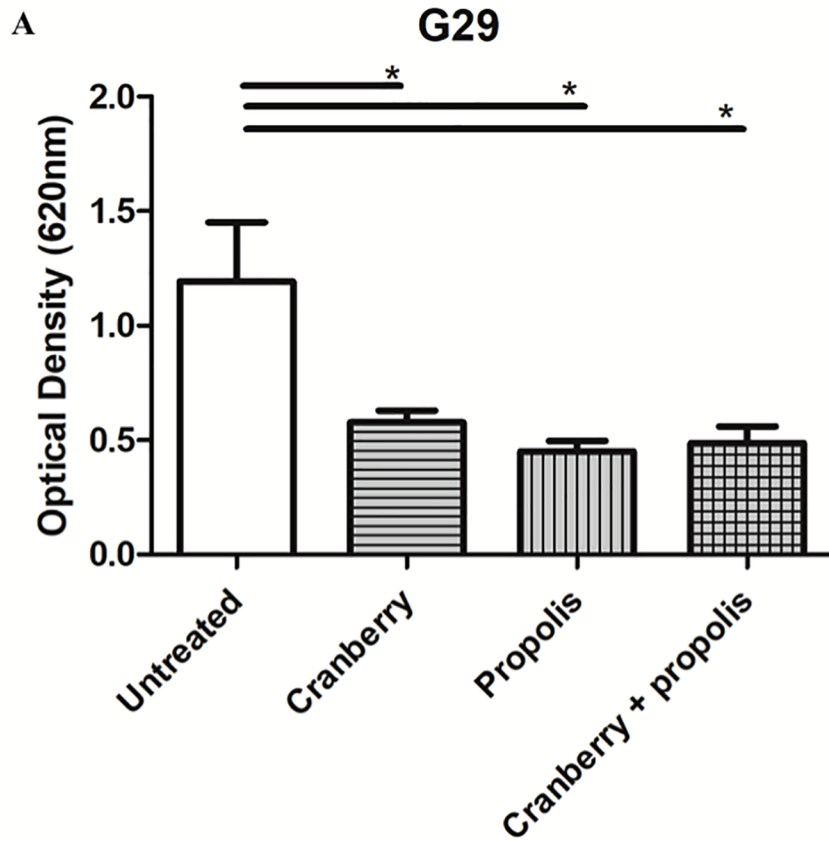 A
G29
*
*
*
Optical Density (620nm)
2.0
1.5
1.0
0.5
0.0
Untreated
Cranberry
Propolis
Cranberry + propolis